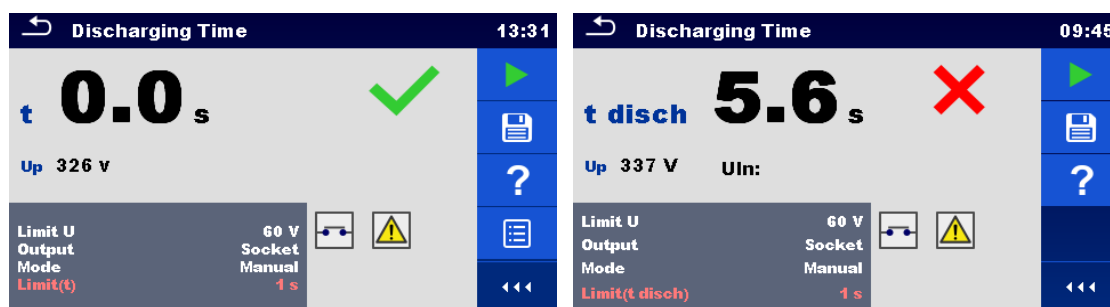 Discharging Time 13:31
t 0.0 s
Up 326 V
?
Limit U 60 V
Output Socket
Mode Manual
Limit(t) 1 s
Discharging Time 09:45
t disch 5.6 s
Up 337 V UIn:
?
Limit U 60 V
Output Socket
Mode Manual
Limit(t disch) 1 s